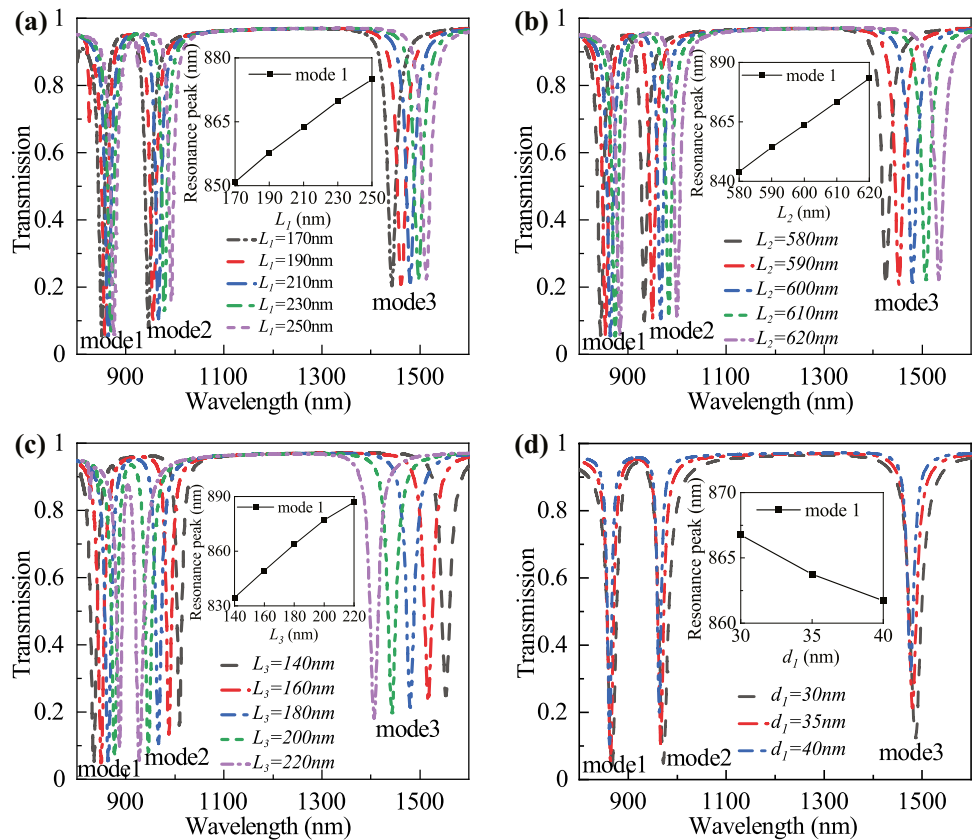 (a)
Transmission
1
0.8
0.6
0.4
0.2
0
900
1100
1300
1500
Wavelength (nm)
Resonance peak (nm)
880
865
850
170
190
210
230
250
L1 (nm)
mode 1
L1=170nm
L1=190nm
L1=210nm
L1=230nm
L1=250nm
mode1
mode2
mode3
(b)
Transmission
1
0.8
0.6
0.4
0.2
0
900
1100
1300
1500
Wavelength (nm)
Resonance peak (nm)
890
865
840
580
590
600
610
620
L2 (nm)
mode 1
L2=580nm
L2=590nm
L2=600nm
L2=610nm
L2=620nm
mode1
mode2
mode3
(c)
Transmission
1
0.8
0.6
0.4
0.2
0
900
1100
1300
1500
Wavelength (nm)
Resonance peak (nm)
890
860
830
140
160
180
200
220
L3 (nm)
mode 1
L3=140nm
L3=160nm
L3=180nm
L3=200nm
L3=220nm
mode1
mode2
mode3
(d)
Transmission
1
0.8
0.6
0.4
0.2
0
900
1100
1300
1500
Wavelength (nm)
Resonance peak (nm)
870
865
860
30
35
40
d1 (nm)
mode 1
d1=30nm
d1=35nm
d1=40nm
mode1
mode2
mode3